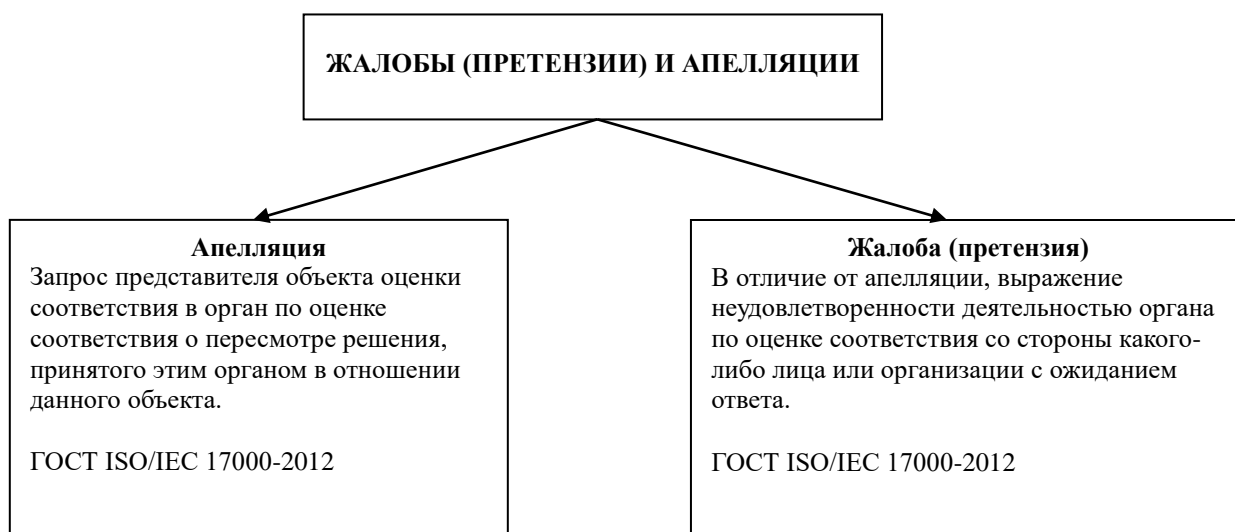 ЖАЛОБЫ (ПРЕТЕНЗИИ) И АПЕЛЛЯЦИИ
Апелляция
Запрос представителя объекта оценки
соответствия в орган по оценке
соответствия о пересмотре решения,
принятого этим органом в отношении
данного объекта.
ГОСТ ISO/IEC 17000-2012
Жалоба (претензия)
В отличие от апелляции, выражение
неудовлетворенности деятельностью органа
по оценке соответствия со стороны какого-
либо лица или организации с ожиданием
ответа.
ГОСТ ISO/IEC 17000-2012